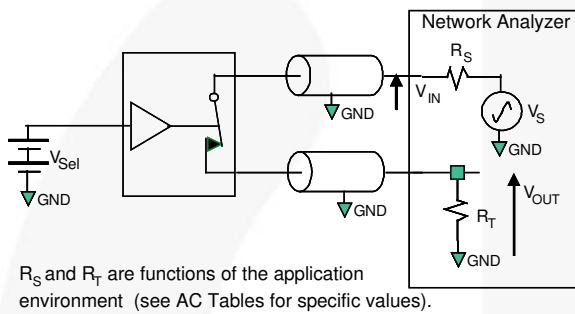 Network Analyzer
R_S
V_IN
GND
V_S
GND
V_Sel
GND
GND
V_OUT
R_T
GND
R_S and R_T are functions of the application
environment (see AC Tables for specific values).